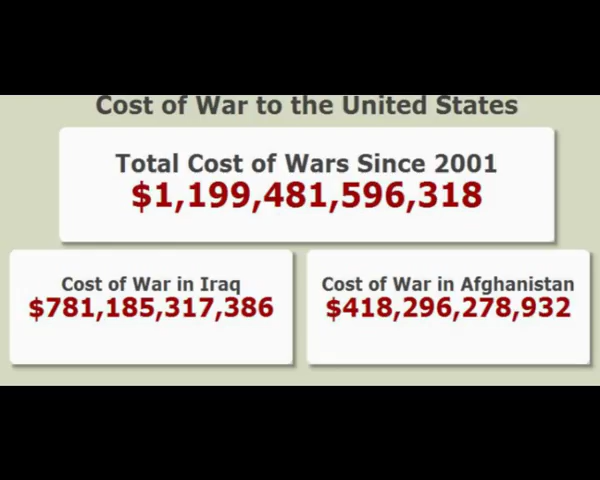 Cost of War to the United States
Total Cost of Wars Since 2001
$1,199,481,596,318
Cost of War in Iraq
$781,185,317,386
Cost of War in Afghanistan
$418,296,278,932